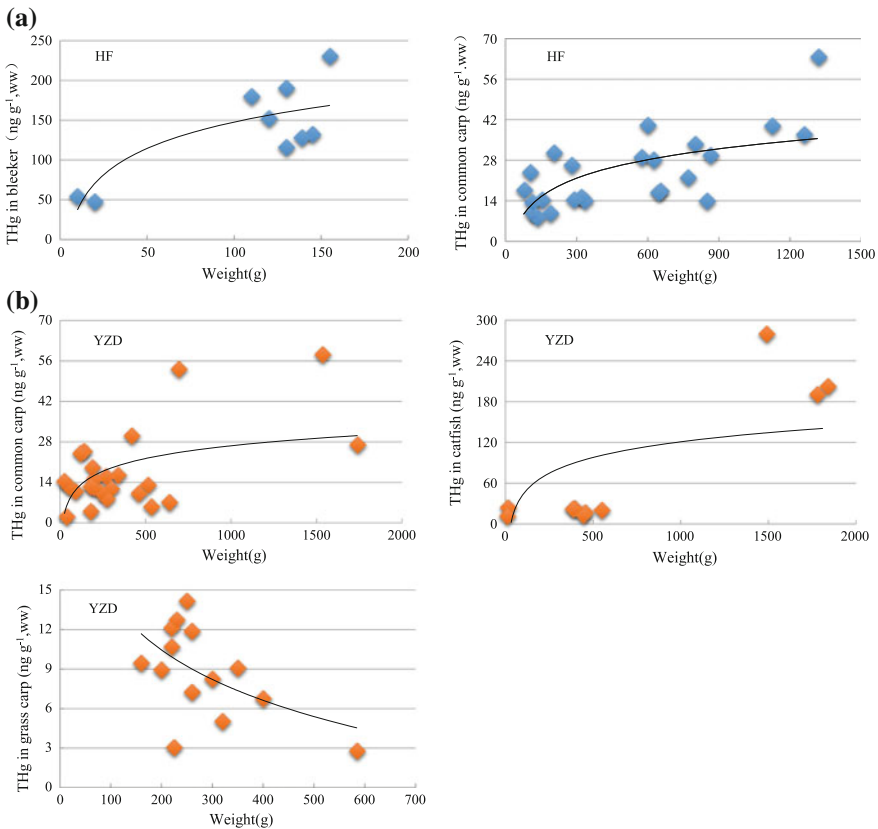 (a)
HF
THg in bleeker（ng g-1,ww）
250
200
150
100
50
0
0 50 100 150 200
Weight(g)
HF
THg in common carp (ng g-1.ww）
70
56
42
28
14
0
0 300 600 900 1200 1500
Weight(g)
(b)
YZD
THg in common carp (ng g-1,ww)
70
56
42
28
14
0
0 500 1000 1500 2000
Weight(g)
YZD
THg in catfish (ng g-1,ww)
300
240
180
120
60
0
0 500 1000 1500 2000
Weight(g)
YZD
THg in grass carp (ng g-1,ww)
15
12
9
6
3
0
0 100 200 300 400 500 600 700
Weight(g)